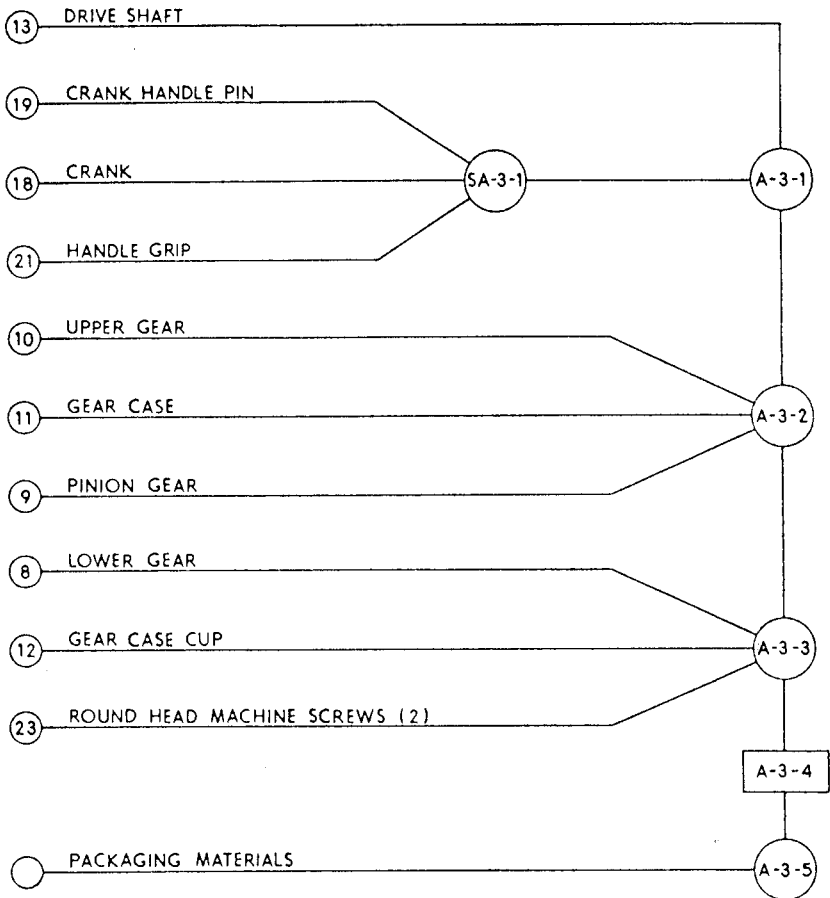 13 DRIVE SHAFT
19 CRANK HANDLE PIN
18 CRANK
SA-3-1
A-3-1
21 HANDLE GRIP
10 UPPER GEAR
11 GEAR CASE
A-3-2
9 PINION GEAR
8 LOWER GEAR
12 GEAR CASE CUP
A-3-3
23 ROUND HEAD MACHINE SCREWS (2)
A-3-4
PACKAGING MATERIALS
A-3-5